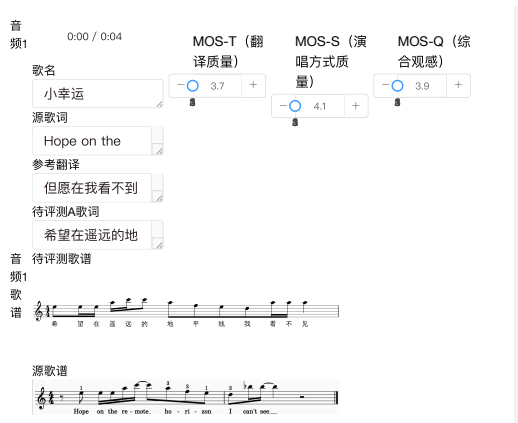 音频1
0:00 / 0:04
MOS-T（翻译质量）
MOS-S（演唱方式质量）
MOS-Q（综合观感）
− 3.7 +
− 4.1 +
− 3.9 +
歌名
小幸运
源歌词
Hope on the
参考翻译
但愿在我看不到
待评测A歌词
希望在遥远的地
音频1歌谱
待评测歌谱
希 望 在 遥 远 的 地 平 线 我 看 不 见
源歌谱
Hope on the re - mote. ho - ri - zon I can't see